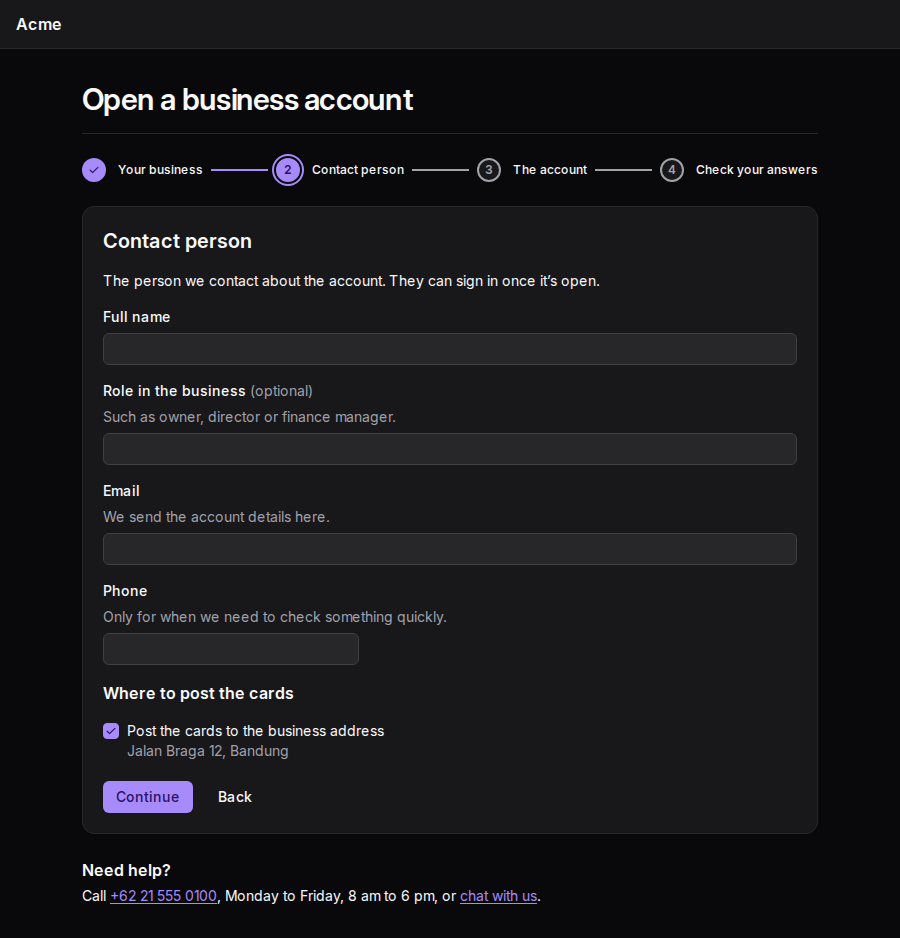 Acme
Open a business account
Your business
2 Contact person
3 The account
4 Check your answers
Contact person
The person we contact about the account. They can sign in once it’s open.
Full name
Role in the business (optional)
Such as owner, director or finance manager.
Email
We send the account details here.
Phone
Only for when we need to check something quickly.
Where to post the cards
Post the cards to the business address
Jalan Braga 12, Bandung
Continue
Back
Need help?
Call +62 21 555 0100, Monday to Friday, 8 am to 6 pm, or chat with us.